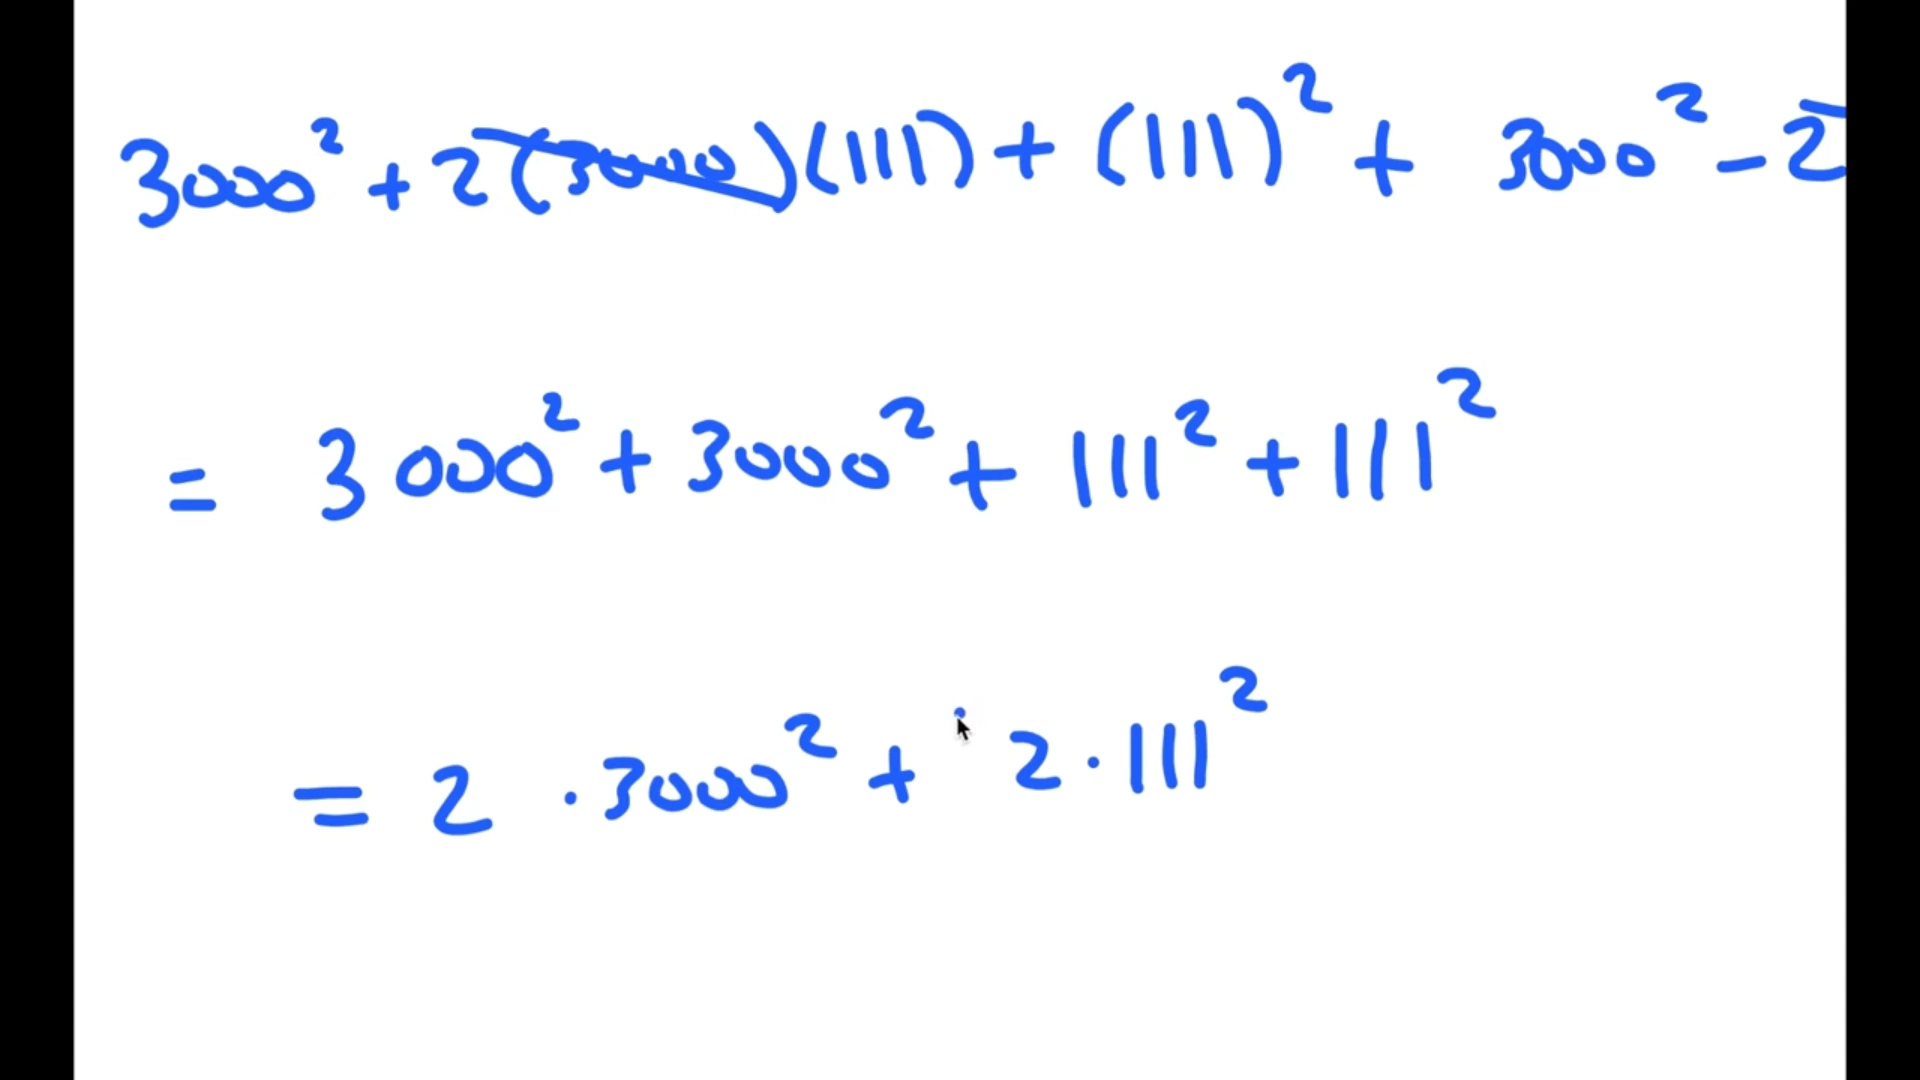 3000² + 2(3000)(111) + (111)² + 3000² - 2
= 3000² + 3000² + 111² + 111²
= 2 · 3000² + 2 · 111²